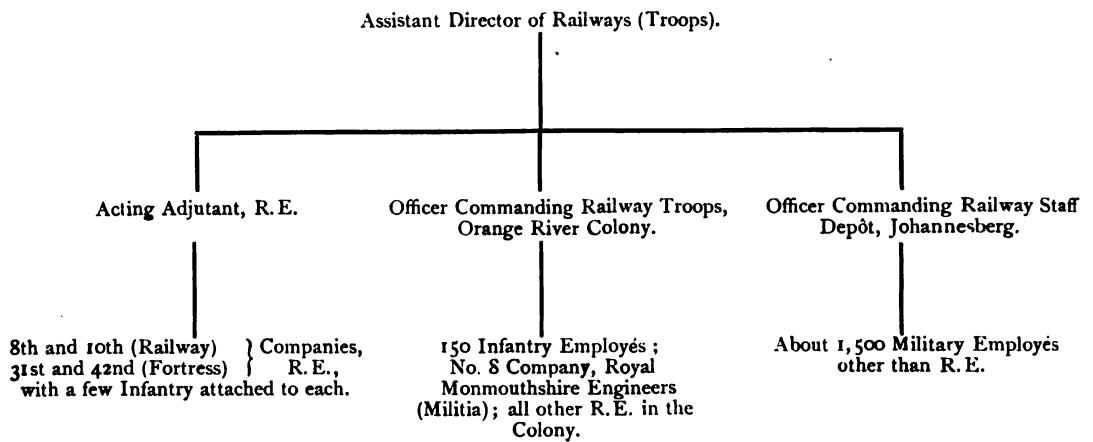 Assistant Director of Railways (Troops).
Acting Adjutant, R.E.
Officer Commanding Railway Troops,
Orange River Colony.
Officer Commanding Railway Staff
Depôt, Johannesberg.
8th and 10th (Railway) } Companies,
31st and 42nd (Fortress) } R.E.,
with a few Infantry attached to each.
150 Infantry Employés ;
No. 8 Company, Royal
Monmouthshire Engineers
(Militia); all other R.E. in the
Colony.
About 1,500 Military Employés
other than R.E.